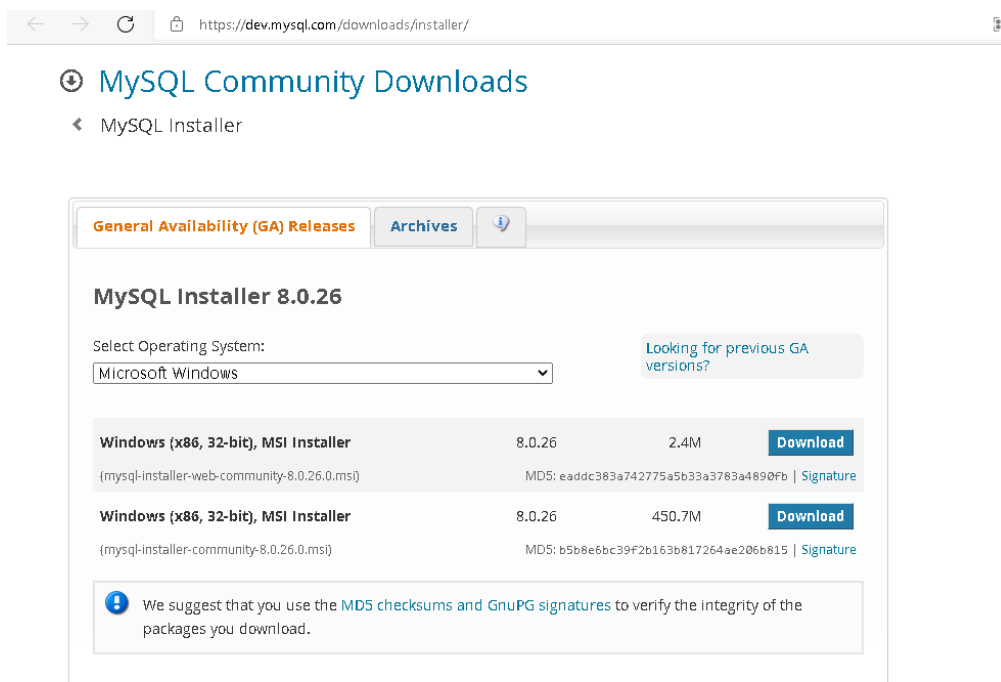 https://dev.mysql.com/downloads/installer/
MySQL Community Downloads
MySQL Installer
General Availability (GA) Releases
Archives
MySQL Installer 8.0.26
Select Operating System:
Microsoft Windows
Looking for previous GA
versions?
Windows (x86, 32-bit), MSI Installer 8.0.26 2.4M Download
(mysql-installer-web-community-8.0.26.0.msi) MD5: eaddc383a742775a5b33a3783a4890fb | Signature
Windows (x86, 32-bit), MSI Installer 8.0.26 450.7M Download
(mysql-installer-community-8.0.26.0.msi) MD5: b5b8e6bc39f2b163b817264ae206b815 | Signature
We suggest that you use the MD5 checksums and GnuPG signatures to verify the integrity of the
packages you download.